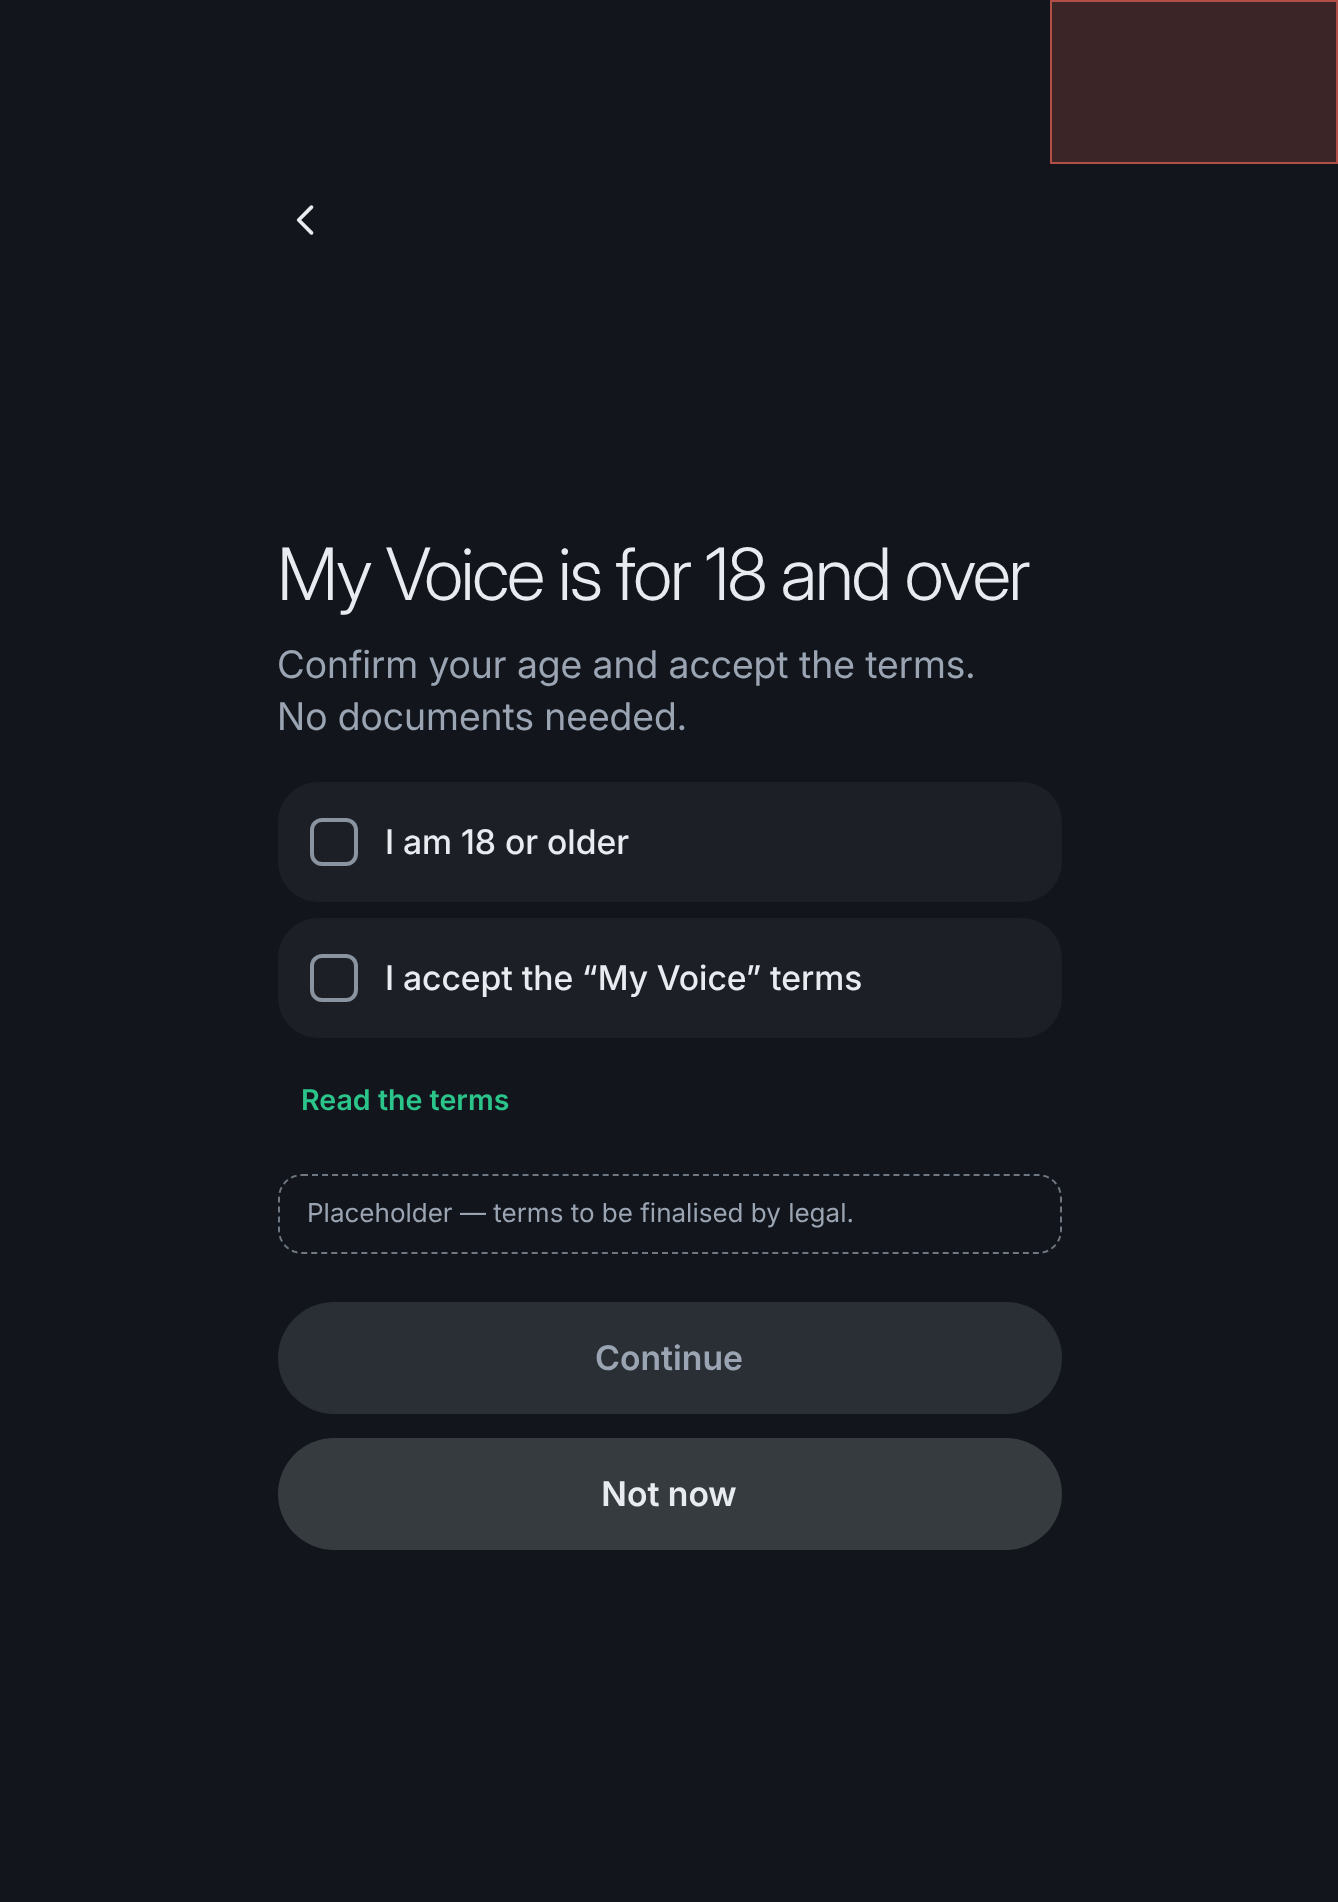 My Voice is for 18 and over
Confirm your age and accept the terms.
No documents needed.
I am 18 or older
I accept the “My Voice” terms
Read the terms
Placeholder — terms to be finalised by legal.
Continue
Not now